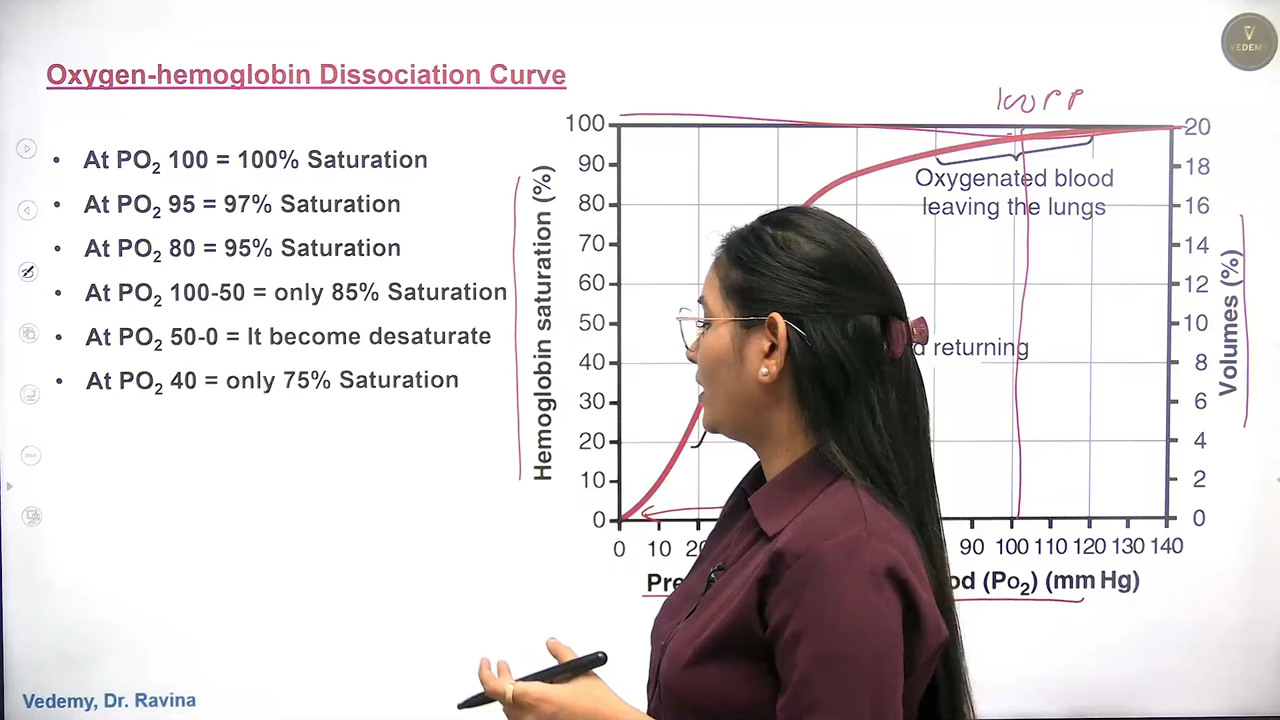 VEDEMY
Oxygen-hemoglobin Dissociation Curve
• At PO2 100 = 100% Saturation
• At PO2 95 = 97% Saturation
• At PO2 80 = 95% Saturation
• At PO2 100-50 = only 85% Saturation
• At PO2 50-0 = It become desaturate
• At PO2 40 = only 75% Saturation
Hemoglobin saturation (%)
100
90
80
70
60
50
40
30
20
10
0
Oxygenated blood
leaving the lungs
returning
20
18
16
14
12
10
8
6
4
2
0
Volumes (%)
0 10 90 100 110 120 130 140
(Po2) (mm Hg)
Vedemy, Dr. Ravina